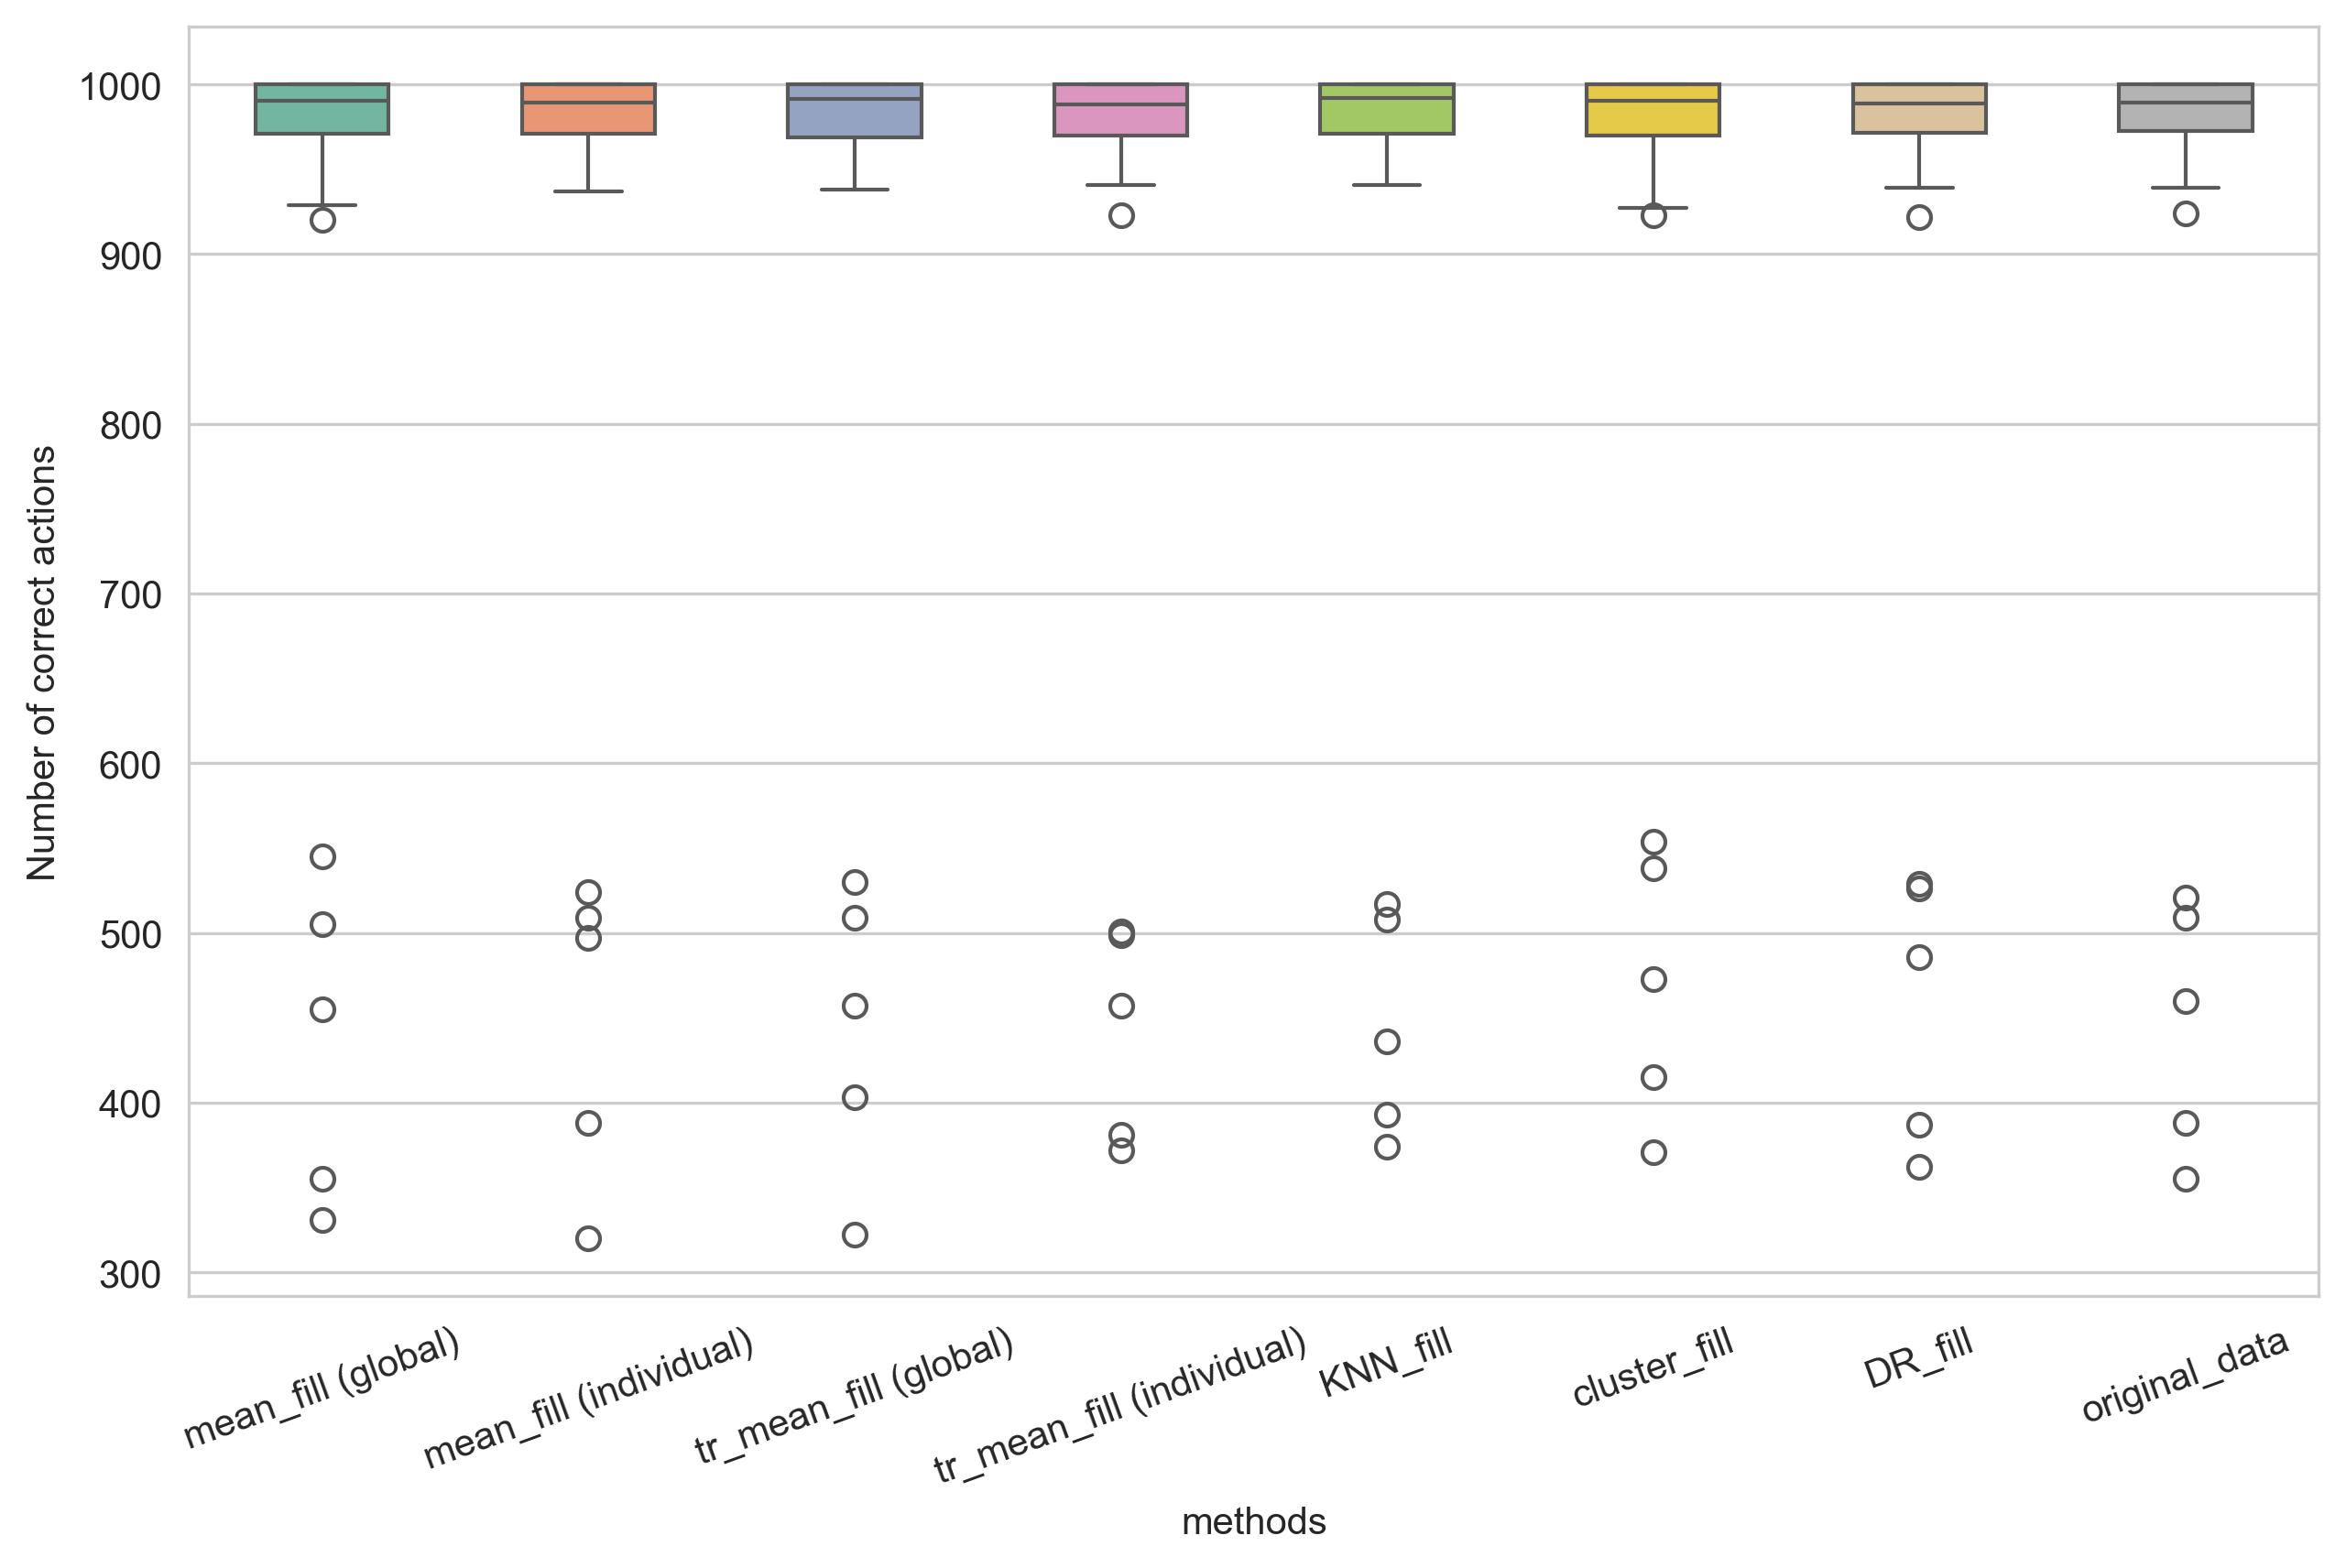 1000
900
800
700
600
500
400
300
Number of correct actions
mean_fill (global)
mean_fill (individual)
tr_mean_fill (global)
tr_mean_fill (individual)
KNN_fill
cluster_fill
DR_fill
original_data
methods